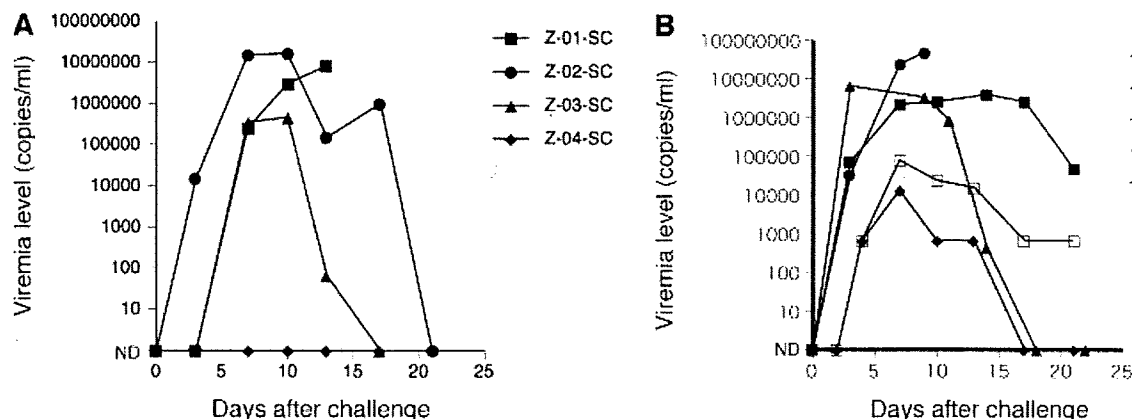 A
Viremia level (copies/ml)
100000000
10000000
1000000
100000
10000
1000
100
10
ND
0 5 10 15 20 25
Days after challenge
Z-01-SC
Z-02-SC
Z-03-SC
Z-04-SC
B
Viremia level (copies/ml)
100000000
10000000
1000000
100000
10000
1000
100
10
ND
0 5 10 15 20 25
Days after challenge